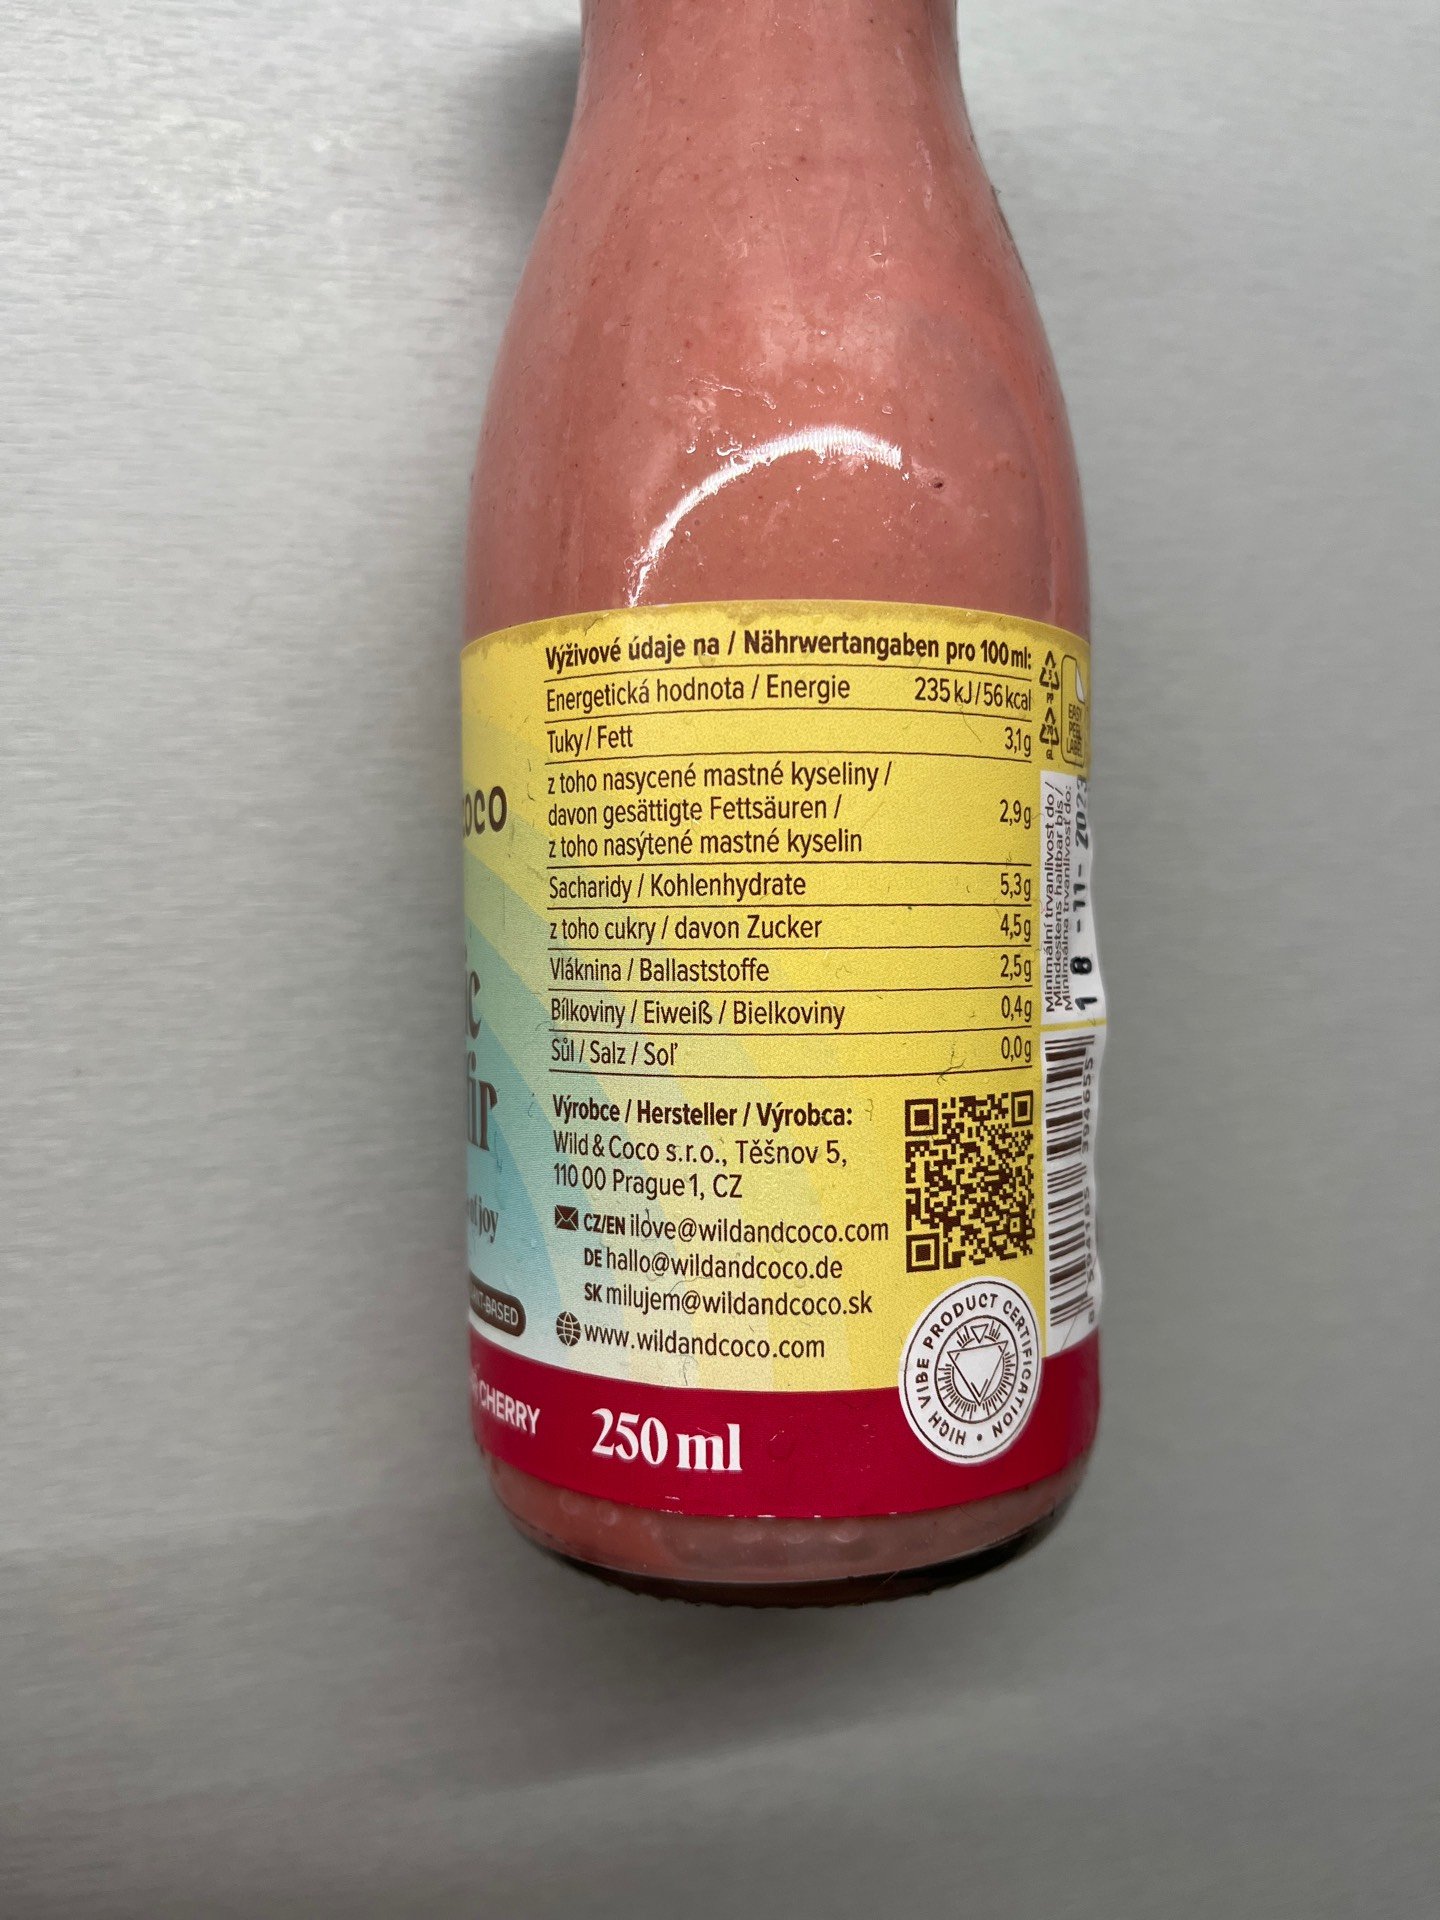 Výživové údaje na / Nährwertangaben pro 100 ml:
Energetická hodnota / Energie 235 kJ / 56 kcal
Tuky / Fett 3,1g
z toho nasycené mastné kyseliny /
davon gesättigte Fettsäuren /
z toho nasýtené mastné kyselin 2,9g
Sacharidy / Kohlenhydrate 5,3g
z toho cukry / davon Zucker 4,5g
Vláknina / Ballaststoffe 2,5g
Bílkoviny / Eiweiß / Bielkoviny 0,4g
Sůl / Salz / Soľ 0,0g
Výrobce / Hersteller / Výrobca:
Wild & Coco s.r.o., Těšnov 5,
110 00 Prague 1, CZ
CZ/EN ilove@wildandcoco.com
DE hallo@wildandcoco.de
SK milujem@wildandcoco.sk
www.wildandcoco.com
CHERRY
250 ml
HIGH VIBE PRODUCT CERTIFICATION
Minimální trvanlivost do /
Mindestens haltbar bis /
Minimálna trvanlivosť do:
18 -11- 2023
joy